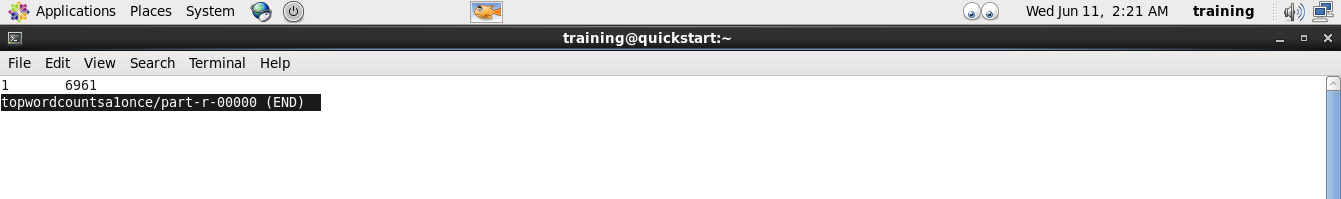 Applications Places System Wed Jun 11, 2:21 AM training
training@quickstart:~
File Edit View Search Terminal Help
1 6961
topwordcountsa1once/part-r-00000 (END)